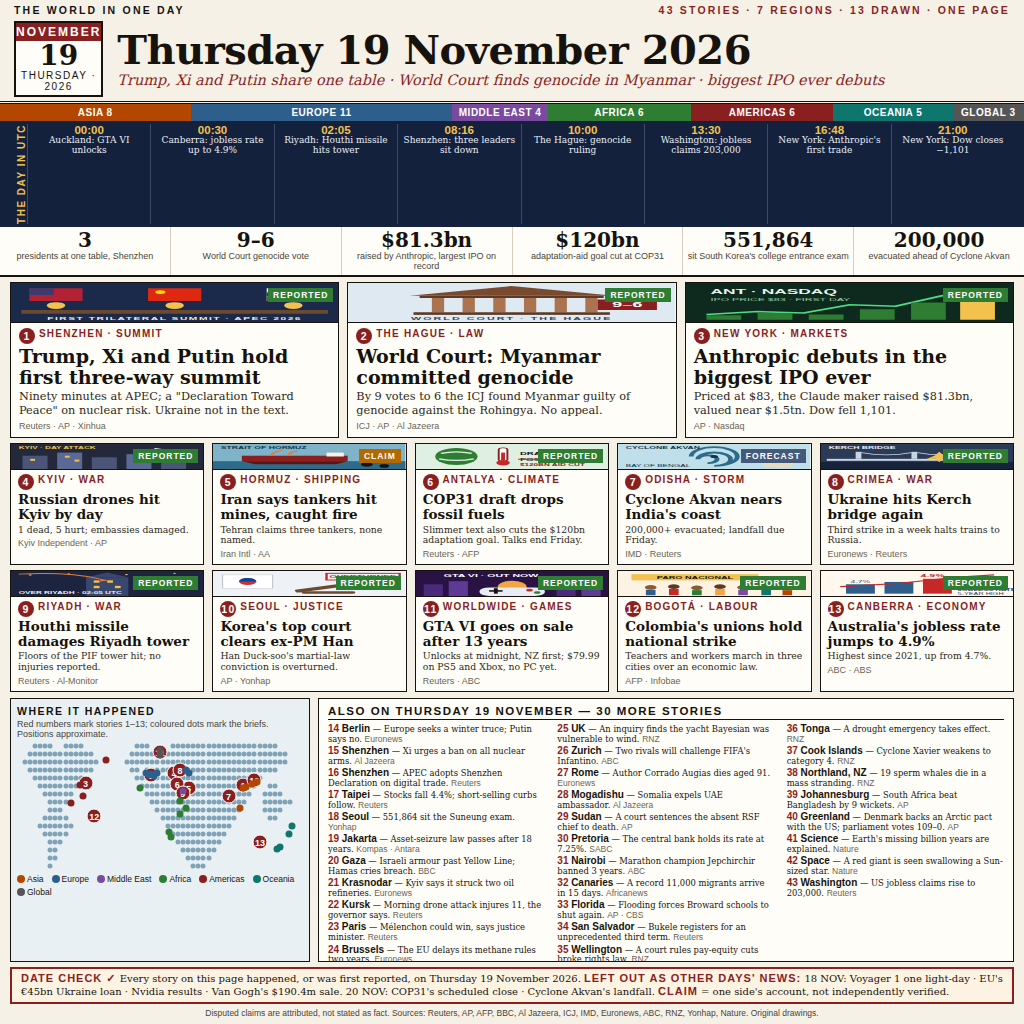 THE WORLD IN ONE DAY
43 STORIES · 7 REGIONS · 13 DRAWN · ONE PAGE
NOVEMBER
19
THURSDAY ·
2026
Thursday 19 November 2026
Trump, Xi and Putin share one table · World Court finds genocide in Myanmar · biggest IPO ever debuts
ASIA 8
EUROPE 11
MIDDLE EAST 4
AFRICA 6
AMERICAS 6
OCEANIA 5
GLOBAL 3
THE DAY IN UTC
00:00
Auckland: GTA VI
unlocks
00:30
Canberra: jobless rate
up to 4.9%
02:05
Riyadh: Houthi missile
hits tower
08:16
Shenzhen: three leaders
sit down
10:00
The Hague: genocide
ruling
13:30
Washington: jobless
claims 203,000
16:48
New York: Anthropic's
first trade
21:00
New York: Dow closes
−1,101
3
presidents at one table, Shenzhen
9–6
World Court genocide vote
$81.3bn
raised by Anthropic, largest IPO on
record
$120bn
adaptation-aid goal cut at COP31
551,864
sit South Korea's college entrance exam
200,000
evacuated ahead of Cyclone Akvan
REPORTED
FIRST TRILATERAL SUMMIT · APEC 2026
1 SHENZHEN · SUMMIT
Trump, Xi and Putin hold
first three-way summit
Ninety minutes at APEC; a "Declaration Toward
Peace" on nuclear risk. Ukraine not in the text.
Reuters · AP · Xinhua
REPORTED
9–6
WORLD COURT · THE HAGUE
2 THE HAGUE · LAW
World Court: Myanmar
committed genocide
By 9 votes to 6 the ICJ found Myanmar guilty of
genocide against the Rohingya. No appeal.
ICJ · AP · Al Jazeera
ANT · NASDAQ
IPO PRICE $83 · FIRST DAY
REPORTED
3 NEW YORK · MARKETS
Anthropic debuts in the
biggest IPO ever
Priced at $83, the Claude maker raised $81.3bn,
valued near $1.5tn. Dow fell 1,101.
AP · Nasdaq
KYIV · DAY ATTACK
REPORTED
4 KYIV · WAR
Russian drones hit
Kyiv by day
1 dead, 5 hurt; embassies damaged.
Kyiv Independent · AP
STRAIT OF HORMUZ
CLAIM
5 HORMUZ · SHIPPING
Iran says tankers hit
mines, caught fire
Tehran claims three tankers, none
named.
Iran Intl · AA
REPORTED
$120BN AID CUT
6 ANTALYA · CLIMATE
COP31 draft drops
fossil fuels
Slimmer text also cuts the $120bn
adaptation goal. Talks end Friday.
Reuters · AFP
CYCLONE AKVAN
FORECAST
BAY OF BENGAL
7 ODISHA · STORM
Cyclone Akvan nears
India's coast
200,000+ evacuated; landfall due
Friday.
IMD · Reuters
KERCH BRIDGE
REPORTED
8 CRIMEA · WAR
Ukraine hits Kerch
bridge again
Third strike in a week halts trains to
Russia.
Euronews · Reuters
REPORTED
OVER RIYADH · 02:05 UTC
9 RIYADH · WAR
Houthi missile
damages Riyadh tower
Floors of the PIF tower hit; no
injuries reported.
Reuters · Al-Monitor
REPORTED
10 SEOUL · JUSTICE
Korea's top court
clears ex-PM Han
Han Duck-soo's martial-law
conviction is overturned.
AP · Yonhap
GTA VI · OUT NOW
REPORTED
11 WORLDWIDE · GAMES
GTA VI goes on sale
after 13 years
Unlocks at midnight, NZ first; $79.99
on PS5 and Xbox, no PC yet.
Reuters · ABC
PARO NACIONAL
REPORTED
12 BOGOTÁ · LABOUR
Colombia's unions hold
national strike
Teachers and workers march in three
cities over an economic law.
AFP · Infobae
4.7%
4.9%
REPORTED
5-YEAR HIGH
13 CANBERRA · ECONOMY
Australia's jobless rate
jumps to 4.9%
Highest since 2021, up from 4.7%.
ABC · ABS
WHERE IT HAPPENED
Red numbers mark stories 1–13; coloured dots mark the briefs.
Positions approximate.
3
12
8
6
7
13
Asia
Europe
Middle East
Africa
Americas
Oceania
Global
ALSO ON THURSDAY 19 NOVEMBER — 30 MORE STORIES
14 Berlin — Europe seeks a winter truce; Putin
says no. Euronews
15 Shenzhen — Xi urges a ban on all nuclear
arms. Al Jazeera
16 Shenzhen — APEC adopts Shenzhen
Declaration on digital trade. Reuters
17 Taipei — Stocks fall 4.4%; short-selling curbs
follow. Reuters
18 Seoul — 551,864 sit the Suneung exam.
Yonhap
19 Jakarta — Asset-seizure law passes after 18
years. Kompas · Antara
20 Gaza — Israeli armour past Yellow Line;
Hamas cries breach. BBC
21 Krasnodar — Kyiv says it struck two oil
refineries. Euronews
22 Kursk — Morning drone attack injures 11, the
governor says. Reuters
23 Paris — Mélenchon could win, says justice
minister. Reuters
24 Brussels — The EU delays its methane rules
two years. Euronews
25 UK — An inquiry finds the yacht Bayesian was
vulnerable to wind. RNZ
26 Zurich — Two rivals will challenge FIFA's
Infantino. ABC
27 Rome — Author Corrado Augias dies aged 91.
Euronews
28 Mogadishu — Somalia expels UAE
ambassador. Al Jazeera
29 Sudan — A court sentences the absent RSF
chief to death. AP
30 Pretoria — The central bank holds its rate at
7.25%. SABC
31 Nairobi — Marathon champion Jepchirchir
banned 3 years. ABC
32 Canaries — A record 11,000 migrants arrive
in 15 days. Africanews
33 Florida — Flooding forces Broward schools to
shut again. AP · CBS
34 San Salvador — Bukele registers for an
unprecedented third term. Reuters
35 Wellington — A court rules pay-equity cuts
broke rights law. RNZ
36 Tonga — A drought emergency takes effect.
RNZ
37 Cook Islands — Cyclone Xavier weakens to
category 4. RNZ
38 Northland, NZ — 19 sperm whales die in a
mass stranding. RNZ
39 Johannesburg — South Africa beat
Bangladesh by 9 wickets. AP
40 Greenland — Denmark backs an Arctic pact
with the US; parliament votes 109–0. AP
41 Science — Earth's missing billion years are
explained. Nature
42 Space — A red giant is seen swallowing a Sun-
sized star. Nature
43 Washington — US jobless claims rise to
203,000. Reuters
DATE CHECK ✓ Every story on this page happened, or was first reported, on Thursday 19 November 2026. LEFT OUT AS OTHER DAYS' NEWS: 18 NOV: Voyager 1 one light-day · EU's
€45bn Ukraine loan · Nvidia results · Van Gogh's $190.4m sale. 20 NOV: COP31's scheduled close · Cyclone Akvan's landfall. CLAIM = one side's account, not independently verified.
Disputed claims are attributed, not stated as fact. Sources: Reuters, AP, AFP, BBC, Al Jazeera, ICJ, IMD, Euronews, ABC, RNZ, Yonhap, Nature. Original drawings.